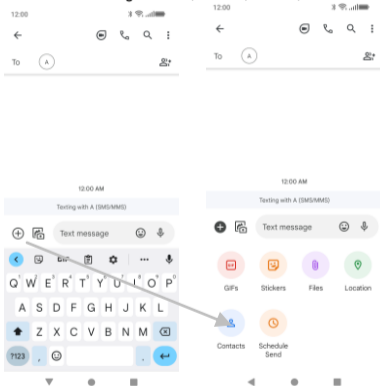 12:00
To A
12:00 AM
Texting with A (SMS/MMS)
Text message
GIF
Q W E R T Y U I O P
A S D F G H J K L
Z X C V B N M
?123 , .
12:00
To A
12:00 AM
Texting with A (SMS/MMS)
Text message
GIFs Stickers Files Location
Contacts Schedule
Send